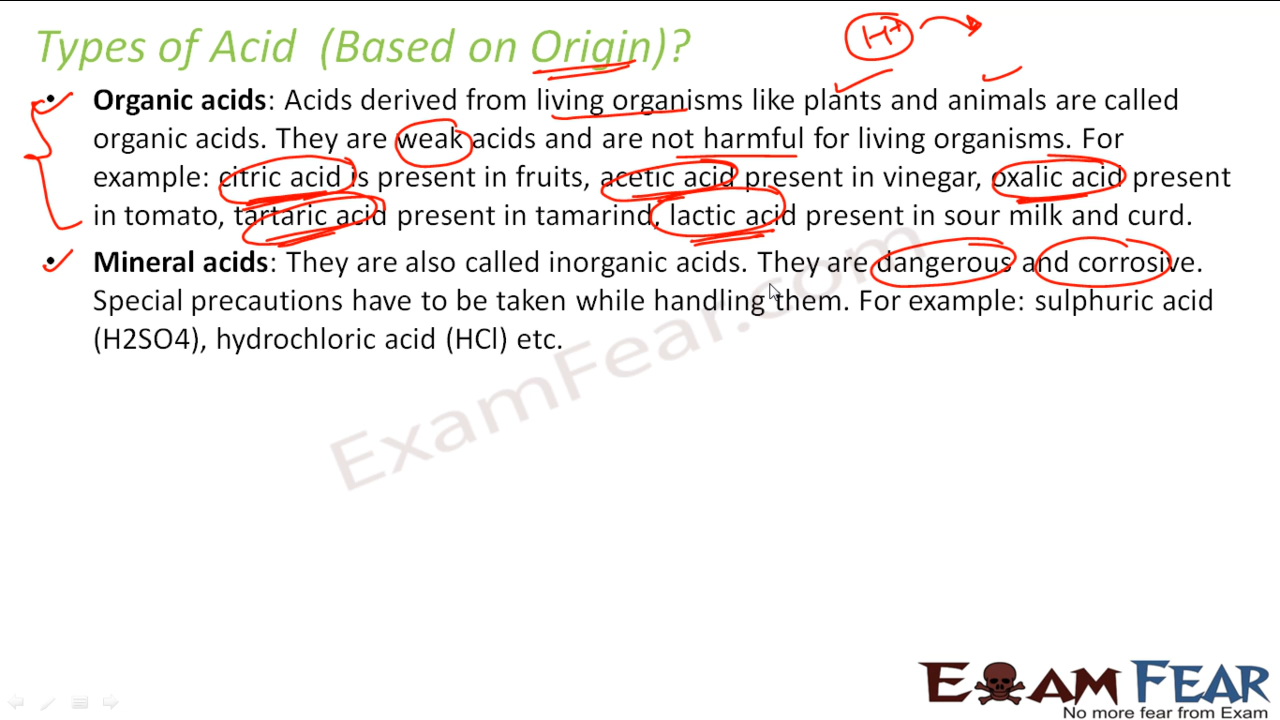 Types of Acid (Based on Origin)?
H+
• Organic acids: Acids derived from living organisms like plants and animals are called
organic acids. They are weak acids and are not harmful for living organisms. For
example: citric acid is present in fruits, acetic acid present in vinegar, oxalic acid present
in tomato, tartaric acid present in tamarind, lactic acid present in sour milk and curd.
• Mineral acids: They are also called inorganic acids. They are dangerous and corrosive.
Special precautions have to be taken while handling them. For example: sulphuric acid
(H2SO4), hydrochloric acid (HCl) etc.
ExamFear.com
EXAM FEAR
No more fear from Exam